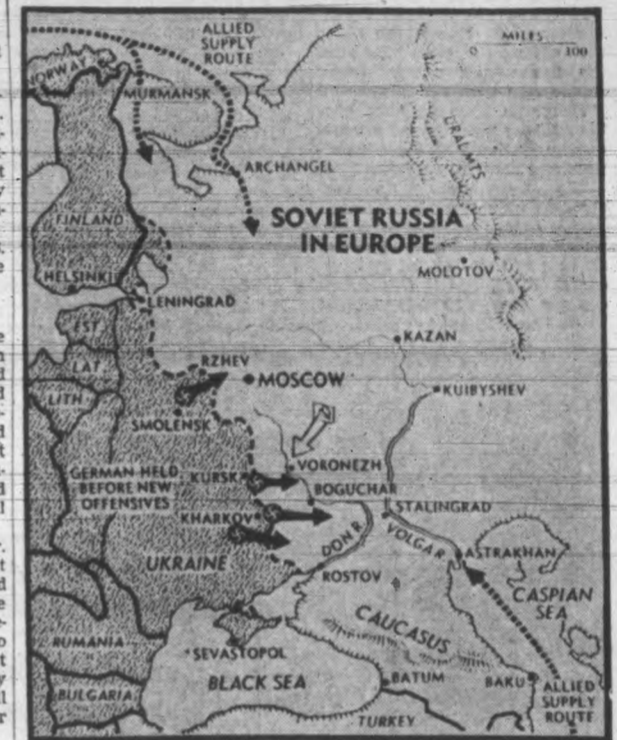 ALLIED
SUPPLY
ROUTE
MILES
0 300
NORWAY
MURMANSK
URAL MTS
ARCHANGEL
SOVIET RUSSIA
IN EUROPE
FINLAND
MOLOTOV
HELSINKI
LENINGRAD
EST.
KAZAN
LAT.
RZHEV
MOSCOW
KUIBYSHEV
LITH.
SMOLENSK
GERMAN HELD
BEFORE NEW
OFFENSIVES
VORONEZH
KURSK
BOGUCHAR
KHARKOV
STALINGRAD
DON R.
VOLGA R.
ASTRAKHAN
UKRAINE
ROSTOV
CASPIAN
SEA
CAUCASUS
RUMANIA
SEVASTOPOL
BLACK SEA
BATUM
BAKU
ALLIED
SUPPLY
ROUTE
BULGARIA
TURKEY